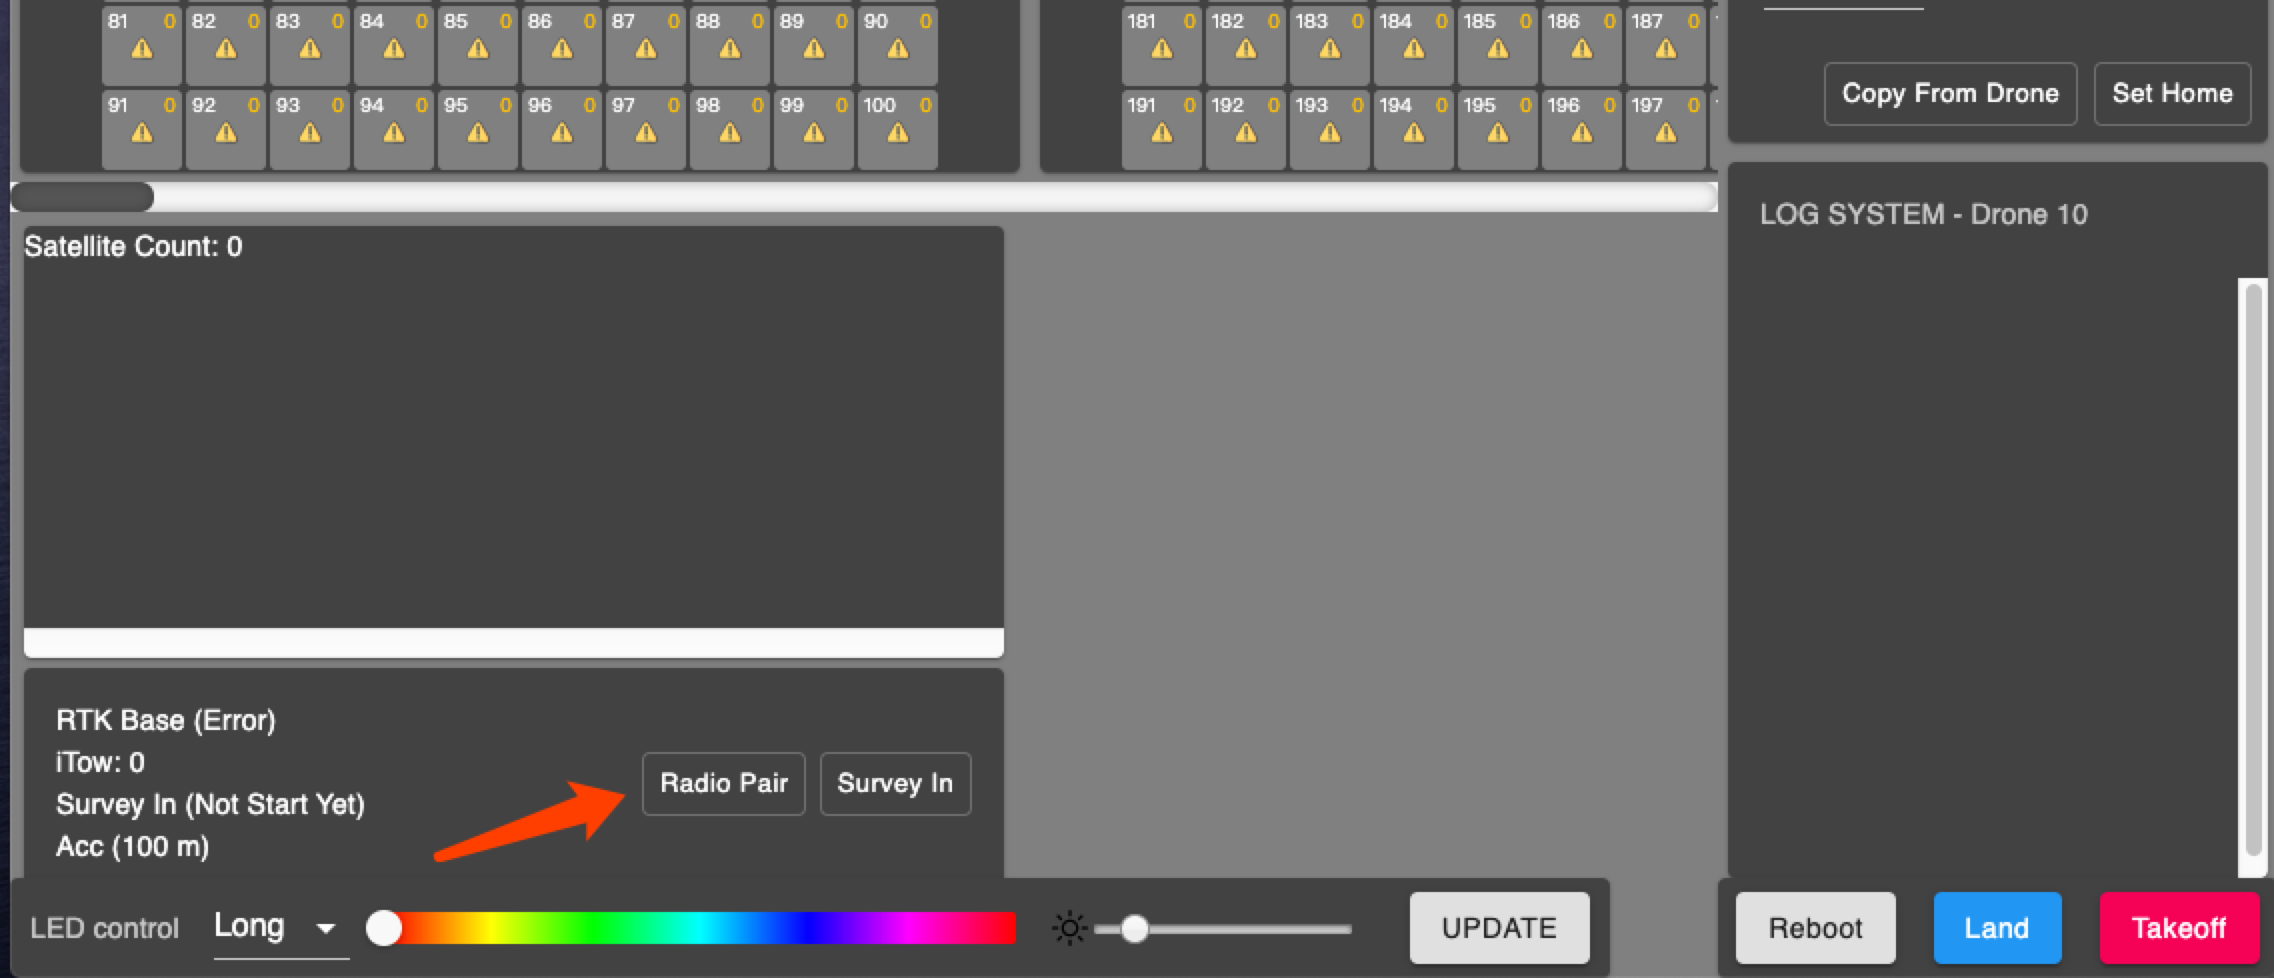 81 0 82 0 83 0 84 0 85 0 86 0 87 0 88 0 89 0 90 0
91 0 92 0 93 0 94 0 95 0 96 0 97 0 98 0 99 0 100 0
181 0 182 0 183 0 184 0 185 0 186 0 187 0
191 0 192 0 193 0 194 0 195 0 196 0 197 0
Copy From Drone Set Home
LOG SYSTEM - Drone 10
Satellite Count: 0
RTK Base (Error)
iTow: 0
Survey In (Not Start Yet)
Acc (100 m)
Radio Pair Survey In
LED control Long UPDATE
Reboot Land Takeoff